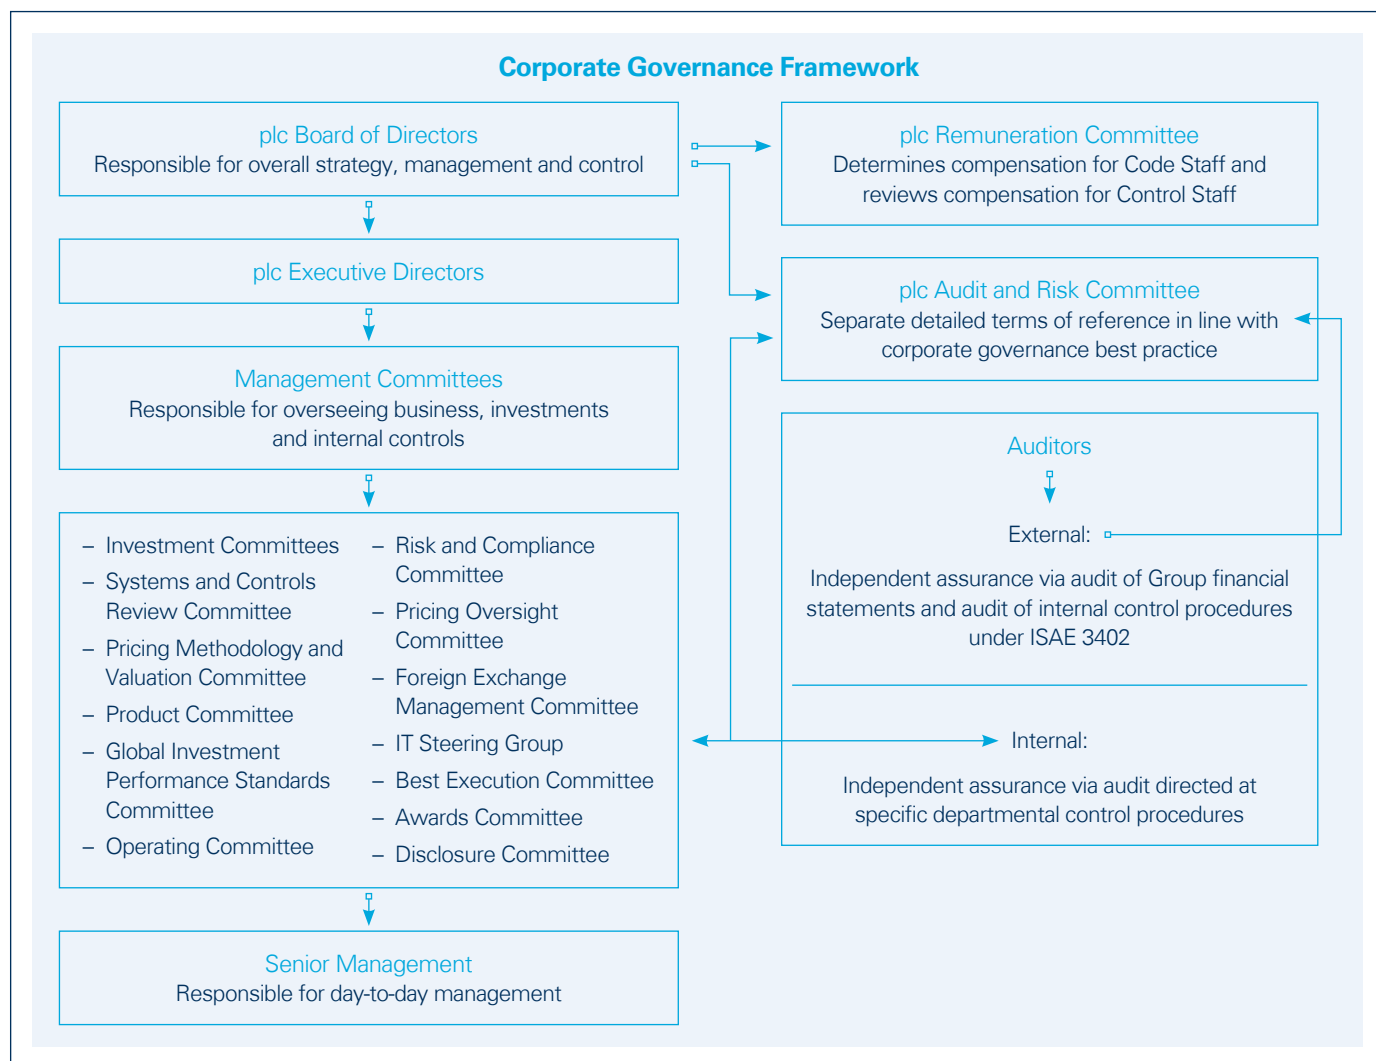 Corporate Governance Framework
plc Board of Directors
Responsible for overall strategy, management and control
plc Executive Directors
Management Committees
Responsible for overseeing business, investments
and internal controls
– Investment Committees
– Systems and Controls
Review Committee
– Pricing Methodology and
Valuation Committee
– Product Committee
– Global Investment
Performance Standards
Committee
– Operating Committee
– Risk and Compliance
Committee
– Pricing Oversight
Committee
– Foreign Exchange
Management Committee
– IT Steering Group
– Best Execution Committee
– Awards Committee
– Disclosure Committee
Senior Management
Responsible for day-to-day management
plc Remuneration Committee
Determines compensation for Code Staff and
reviews compensation for Control Staff
plc Audit and Risk Committee
Separate detailed terms of reference in line with
corporate governance best practice
Auditors
External:
Independent assurance via audit of Group financial
statements and audit of internal control procedures
under ISAE 3402
Internal:
Independent assurance via audit directed at
specific departmental control procedures